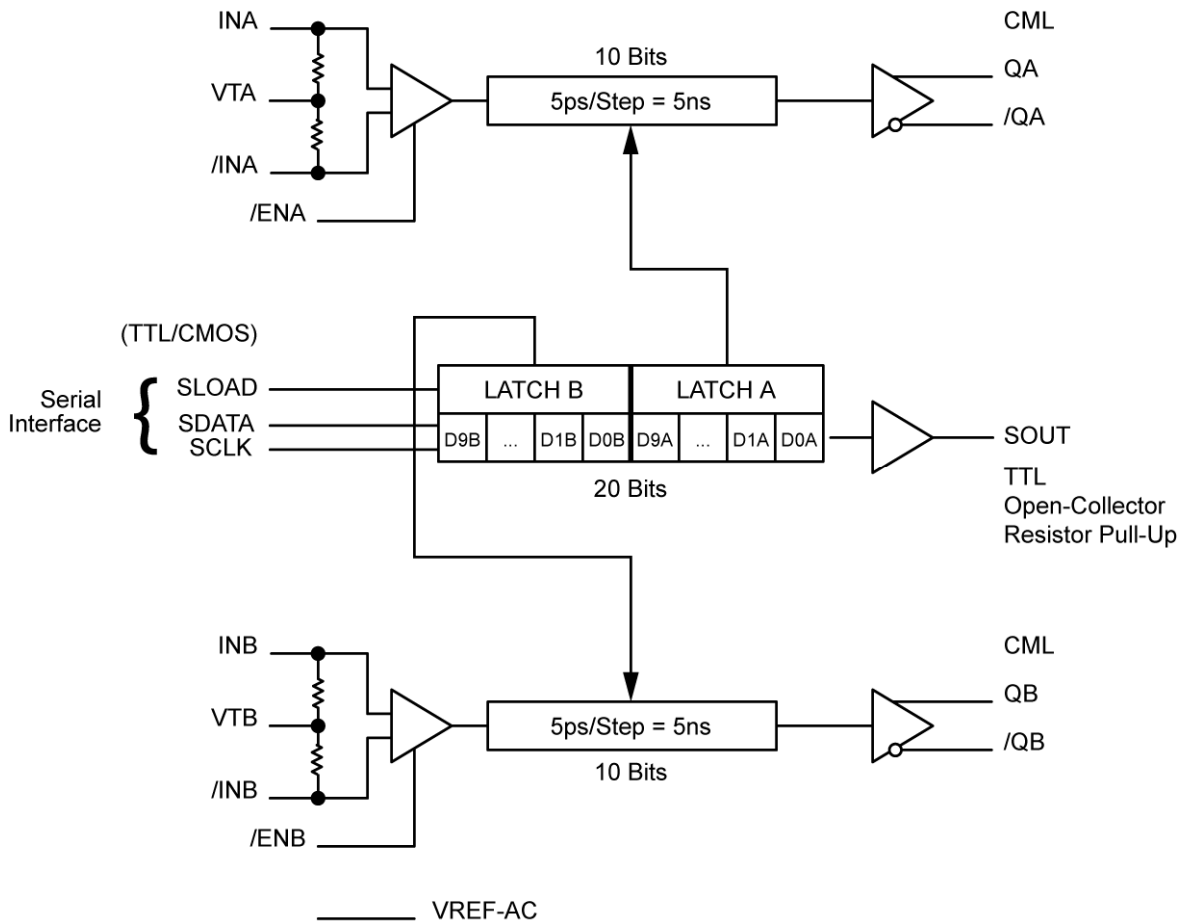 INA
CML
10 Bits
QA
VTA
5ps/Step = 5ns
/QA
/INA
/ENA
(TTL/CMOS)
Serial
Interface
SLOAD
SDATA
SCLK
LATCH B
LATCH A
D9B ... D1B D0B D9A ... D1A D0A
20 Bits
SOUT
TTL
Open-Collector
Resistor Pull-Up
INB
CML
QB
VTB
5ps/Step = 5ns
/QB
10 Bits
/INB
/ENB
VREF-AC